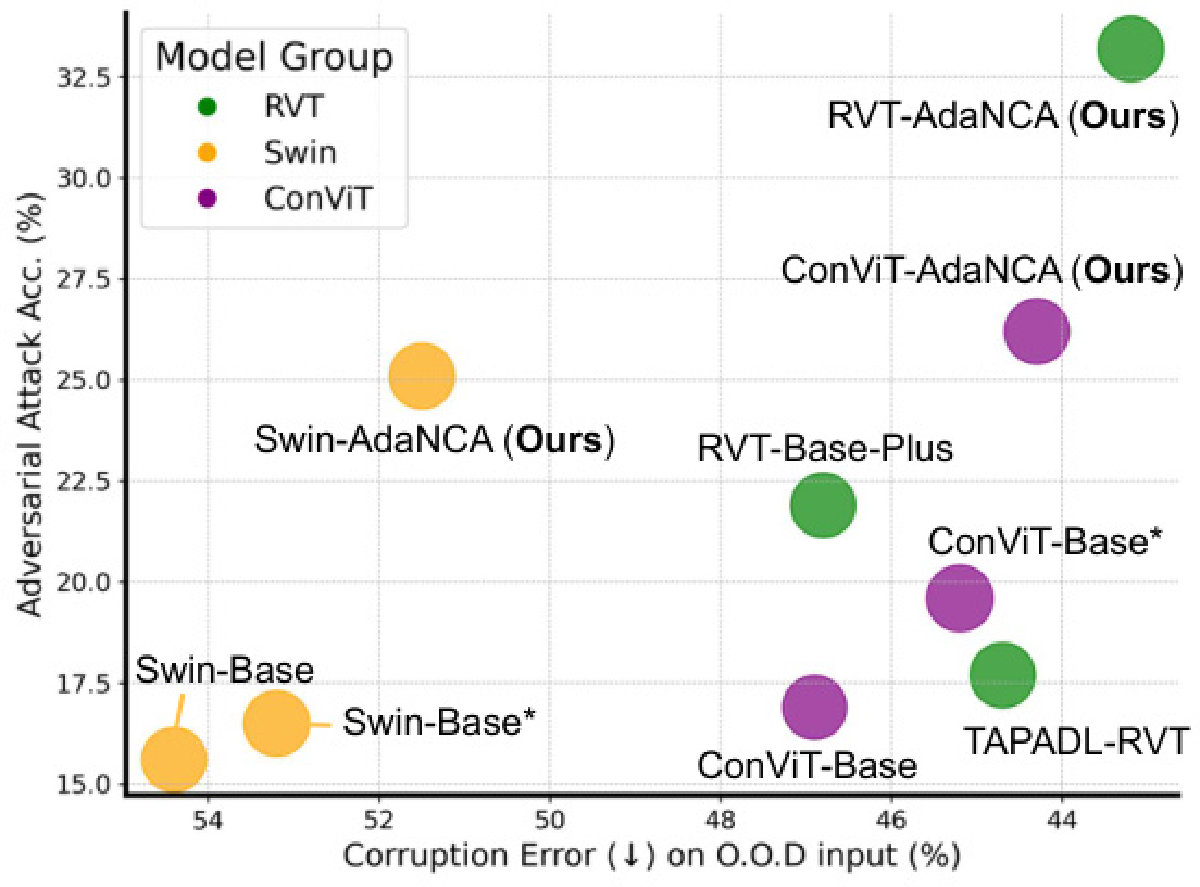 Model Group
RVT
Swin
ConViT
32.5
30.0
27.5
25.0
22.5
20.0
17.5
15.0
Adversarial Attack Acc. (%)
RVT-AdaNCA (Ours)
ConViT-AdaNCA (Ours)
Swin-AdaNCA (Ours)
RVT-Base-Plus
ConViT-Base*
Swin-Base
Swin-Base*
TAPADL-RVT
ConViT-Base
54 52 50 48 46 44
Corruption Error (↓) on O.O.D input (%)